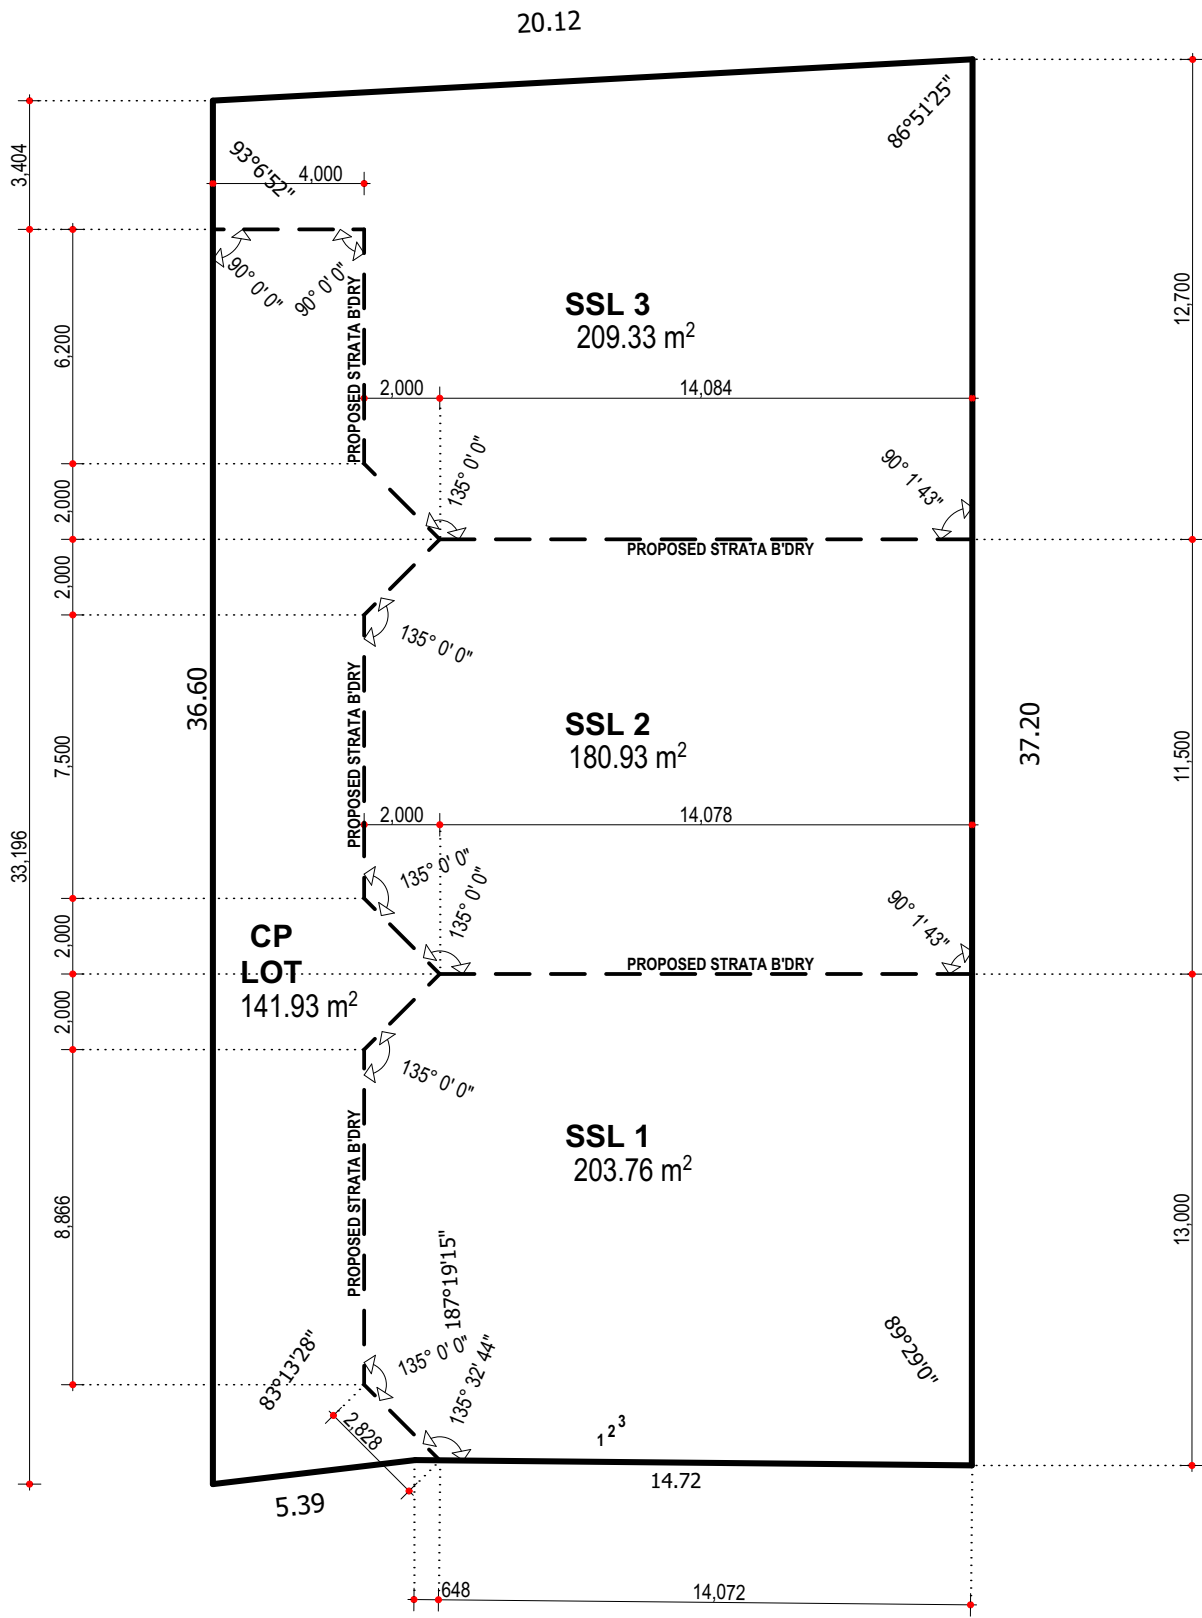 20.12
86°51'25"
93°6'52"
4,000
3,404
90° 0' 0"
90° 0' 0"
PROPOSED STRATA B'DRY
SSL 3
209.33 m²
12,700
6,200
2,000
14,084
135° 0' 0"
90° 1' 43"
2,000
PROPOSED STRATA B'DRY
2,000
135° 0' 0"
PROPOSED STRATA B'DRY
36.60
SSL 2
180.93 m²
37.20
11,500
7,500
2,000
14,078
33,196
135° 0' 0"
135° 0' 0"
90° 1' 43"
CP
LOT
141.93 m²
2,000
PROPOSED STRATA B'DRY
2,000
135° 0' 0"
PROPOSED STRATA B'DRY
SSL 1
203.76 m²
13,000
8,866
187°19'15"
83°13'28"
135° 0' 0"
135° 32' 44"
89°29'0"
2,828
1 2 3
14.72
5.39
648
14,072